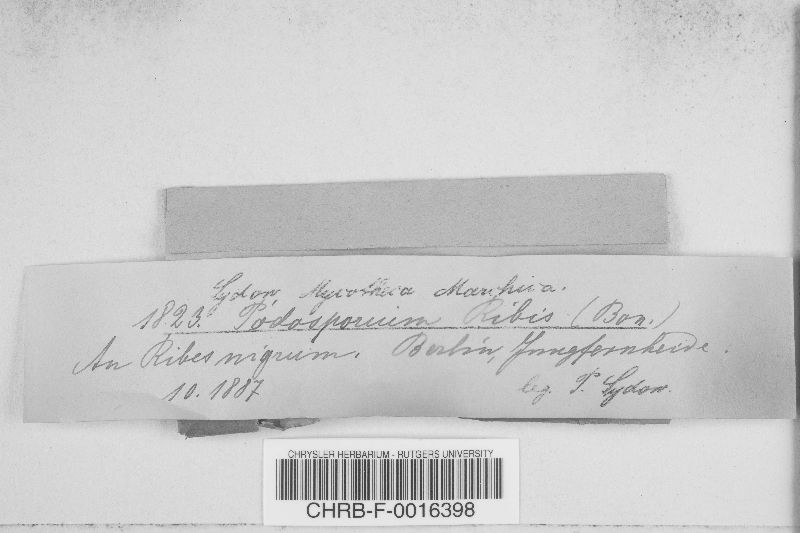 Sydow Mycotheca Marchica.
1823. Podosporium Ribis (Bon.)
An Ribes nigrum. Berlin, Jungfernheide.
10. 1887 leg. P. Sydow.
CHRYSLER HERBARIUM - RUTGERS UNIVERSITY
CHRB-F-0016398